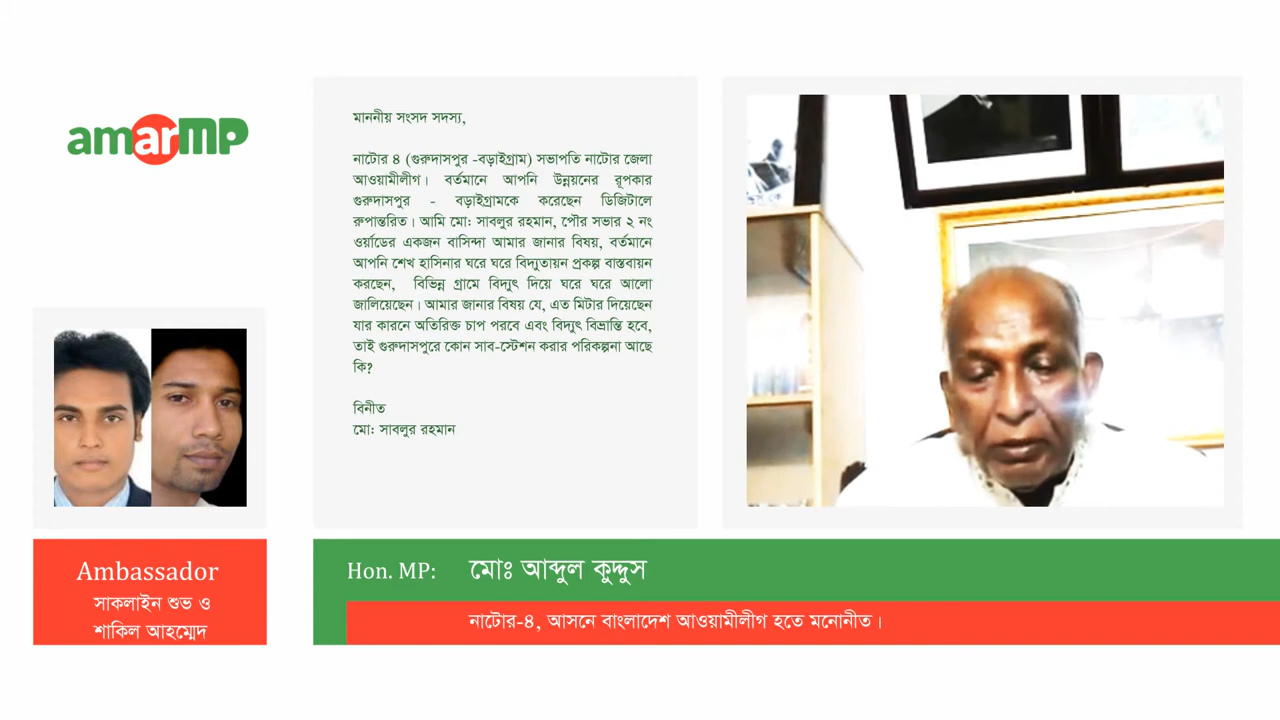 amarMP
মাননীয় সংসদ সদস্য,
নাটোর ৪ (গুরুদাসপুর -বড়াইগ্রাম) সভাপতি নাটোর জেলা
আওয়ামীলীগ। বর্তমানে আপনি উন্নয়নের রূপকার
গুরুদাসপুর - বড়াইগ্রামকে করেছেন ডিজিটালে
রুপান্তরিত। আমি মো: সাবলুর রহমান, পৌর সভার ২ নং
ওয়ার্ডের একজন বাসিন্দা আমার জানার বিষয়, বর্তমানে
আপনি শেখ হাসিনার ঘরে ঘরে বিদ্যুতায়ন প্রকল্প বাস্তবায়ন
করছেন, বিভিন্ন গ্রামে বিদ্যুৎ দিয়ে ঘরে ঘরে আলো
জালিয়েছেন। আমার জানার বিষয় যে, এত মিটার দিয়েছেন
যার কারনে অতিরিক্ত চাপ পরবে এবং বিদ্যুৎ বিভ্রান্তি হবে,
তাই গুরুদাসপুরে কোন সাব-স্টেশন করার পরিকল্পনা আছে
কি?
বিনীত
মো: সাবলুর রহমান
Ambassador
সাকলাইন শুভ ও
শাকিল আহম্মেদ
Hon. MP: মোঃ আব্দুল কুদ্দুস
নাটোর-৪, আসনে বাংলাদেশ আওয়ামীলীগ হতে মনোনীত।